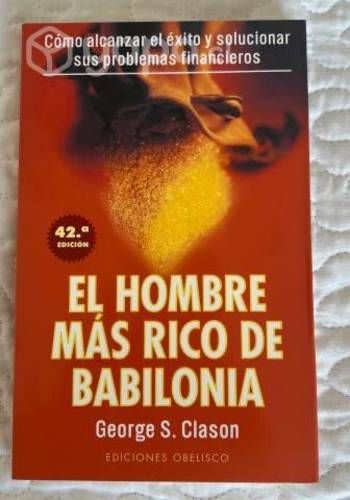 Cómo alcanzar el éxito y solucionar
sus problemas financieros
42.ª
EDICIÓN
EL HOMBRE
MÁS RICO DE
BABILONIA
George S. Clason
EDICIONES OBELISCO